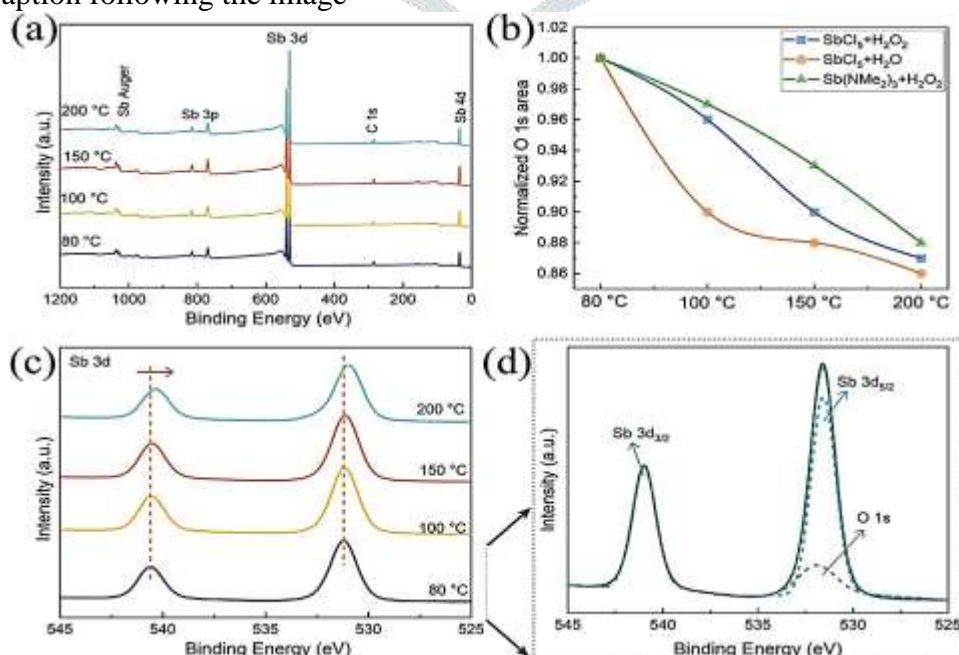 aption following the image
(a)
Sb 3d
Sb Auger
Sb 3p
C 1s
Sb 4d
200 °C
150 °C
100 °C
80 °C
Intensity (a.u.)
1200 1000 800 600 400 200 0
Binding Energy (eV)
(b)
SbCl₅+H₂O₂
SbCl₅+H₂O
Sb(NMe₂)₃+H₂O₂
Normalized O 1s area
1.02
1.00
0.98
0.96
0.94
0.92
0.90
0.88
0.86
80 °C 100 °C 150 °C 200 °C
Binding Energy (eV)
(c)
Sb 3d
200 °C
150 °C
100 °C
80 °C
Intensity (a.u.)
545 540 535 530 525
Binding Energy (eV)
(d)
Sb 3d₅/₂
Sb 3d₃/₂
O 1s
Intensity (a.u.)
545 540 535 530 525
Binding Energy (eV)